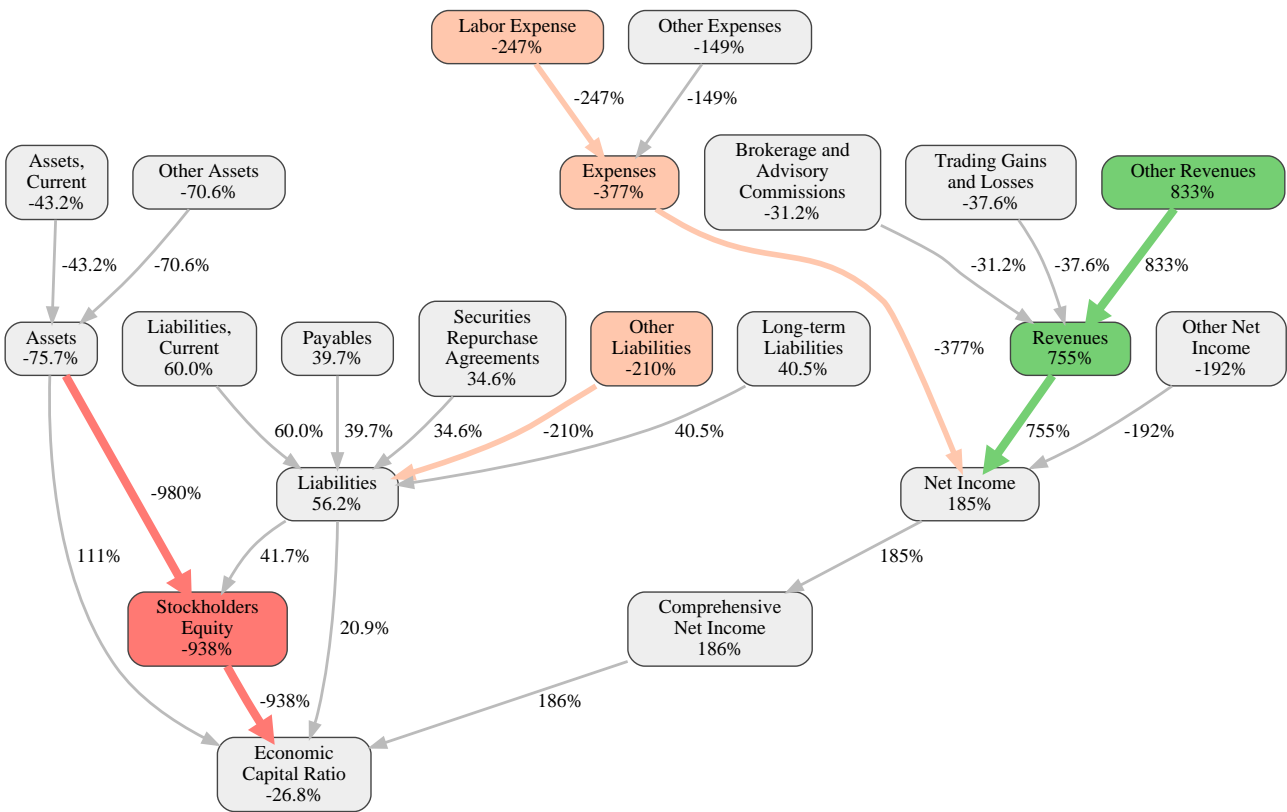 Labor Expense
-247%
Other Expenses
-149%
-247%
-149%
Assets,
Current
-43.2%
Other Assets
-70.6%
Expenses
-377%
Brokerage and
Advisory
Commissions
-31.2%
Trading Gains
and Losses
-37.6%
Other Revenues
833%
-43.2%
-70.6%
-31.2%
-37.6%
833%
Assets
-75.7%
Liabilities,
Current
60.0%
Payables
39.7%
Securities
Repurchase
Agreements
34.6%
Other
Liabilities
-210%
Long-term
Liabilities
40.5%
-377%
Revenues
755%
Other Net
Income
-192%
60.0%
39.7%
34.6%
-210%
40.5%
755%
-192%
-980%
Liabilities
56.2%
Net Income
185%
111%
41.7%
185%
Stockholders
Equity
-938%
20.9%
Comprehensive
Net Income
186%
-938%
186%
Economic
Capital Ratio
-26.8%